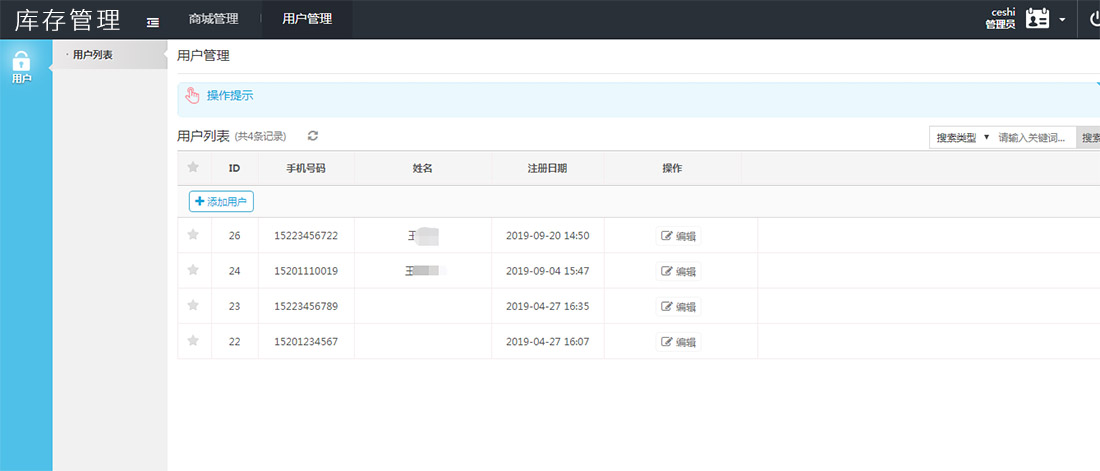 库存管理 商城管理 用户管理 ceshi
管理员
用户
· 用户列表
用户管理
操作提示
用户列表 (共4条记录) 搜索类型 ▼ 请输入关键词... 搜索
ID 手机号码 姓名 注册日期 操作
添加用户
26 15223456722 王 2019-09-20 14:50 编辑
24 15201110019 王 2019-09-04 15:47 编辑
23 15223456789 2019-04-27 16:35 编辑
22 15201234567 2019-04-27 16:07 编辑